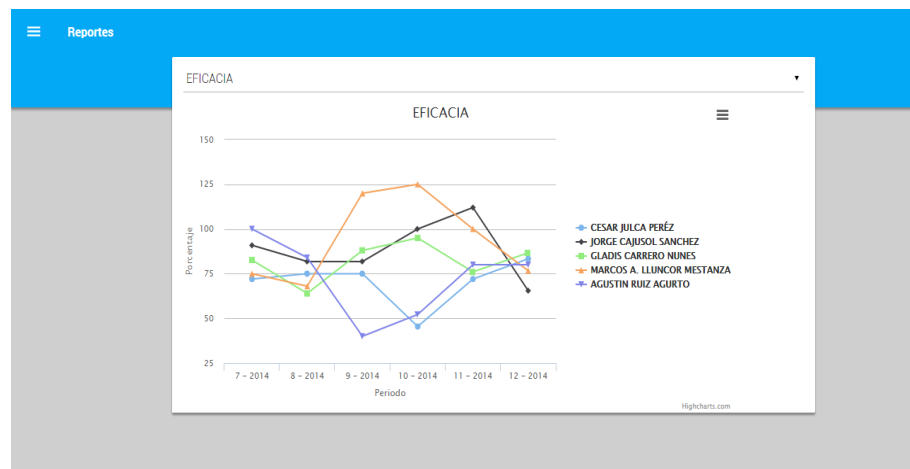 Reportes
EFICACIA
EFICACIA
150
125
100
75
50
25
Porcentaje
7 - 2014 8 - 2014 9 - 2014 10 - 2014 11 - 2014 12 - 2014
Periodo
CESAR JULCA PERÉZ
JORGE CAJUSOL SANCHEZ
GLADIS CARRERO NUNES
MARCOS A. LLUNCOR MESTANZA
AGUSTIN RUIZ AGURTO
Highcharts.com